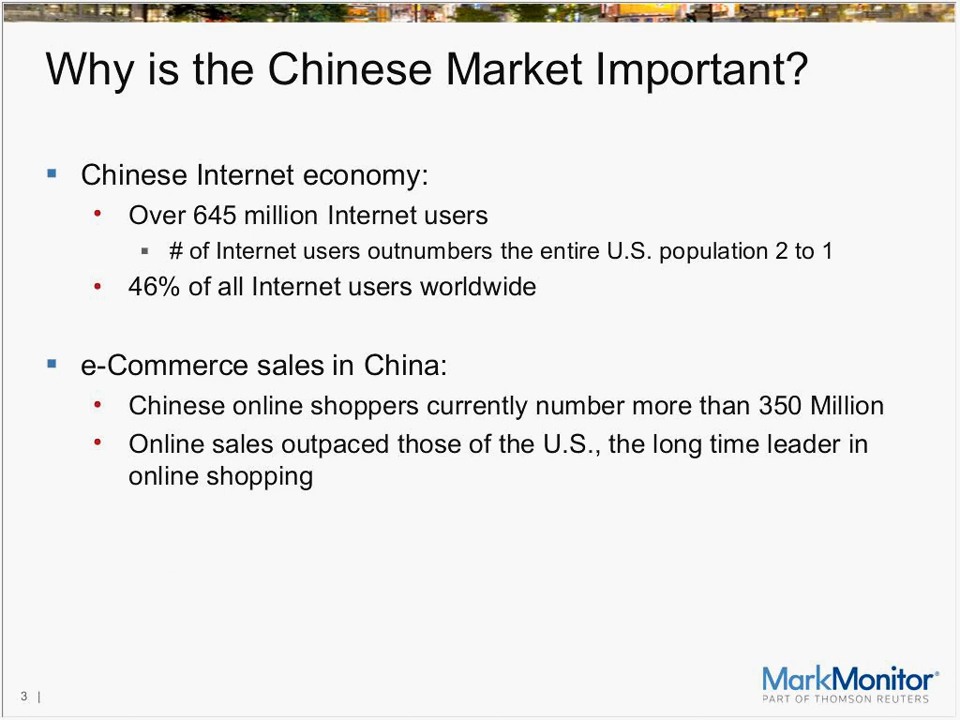 Why is the Chinese Market Important?
▪ Chinese Internet economy:
• Over 645 million Internet users
▪ # of Internet users outnumbers the entire U.S. population 2 to 1
• 46% of all Internet users worldwide
▪ e-Commerce sales in China:
• Chinese online shoppers currently number more than 350 Million
• Online sales outpaced those of the U.S., the long time leader in
online shopping
3 |
MarkMonitor®
PART OF THOMSON REUTERS